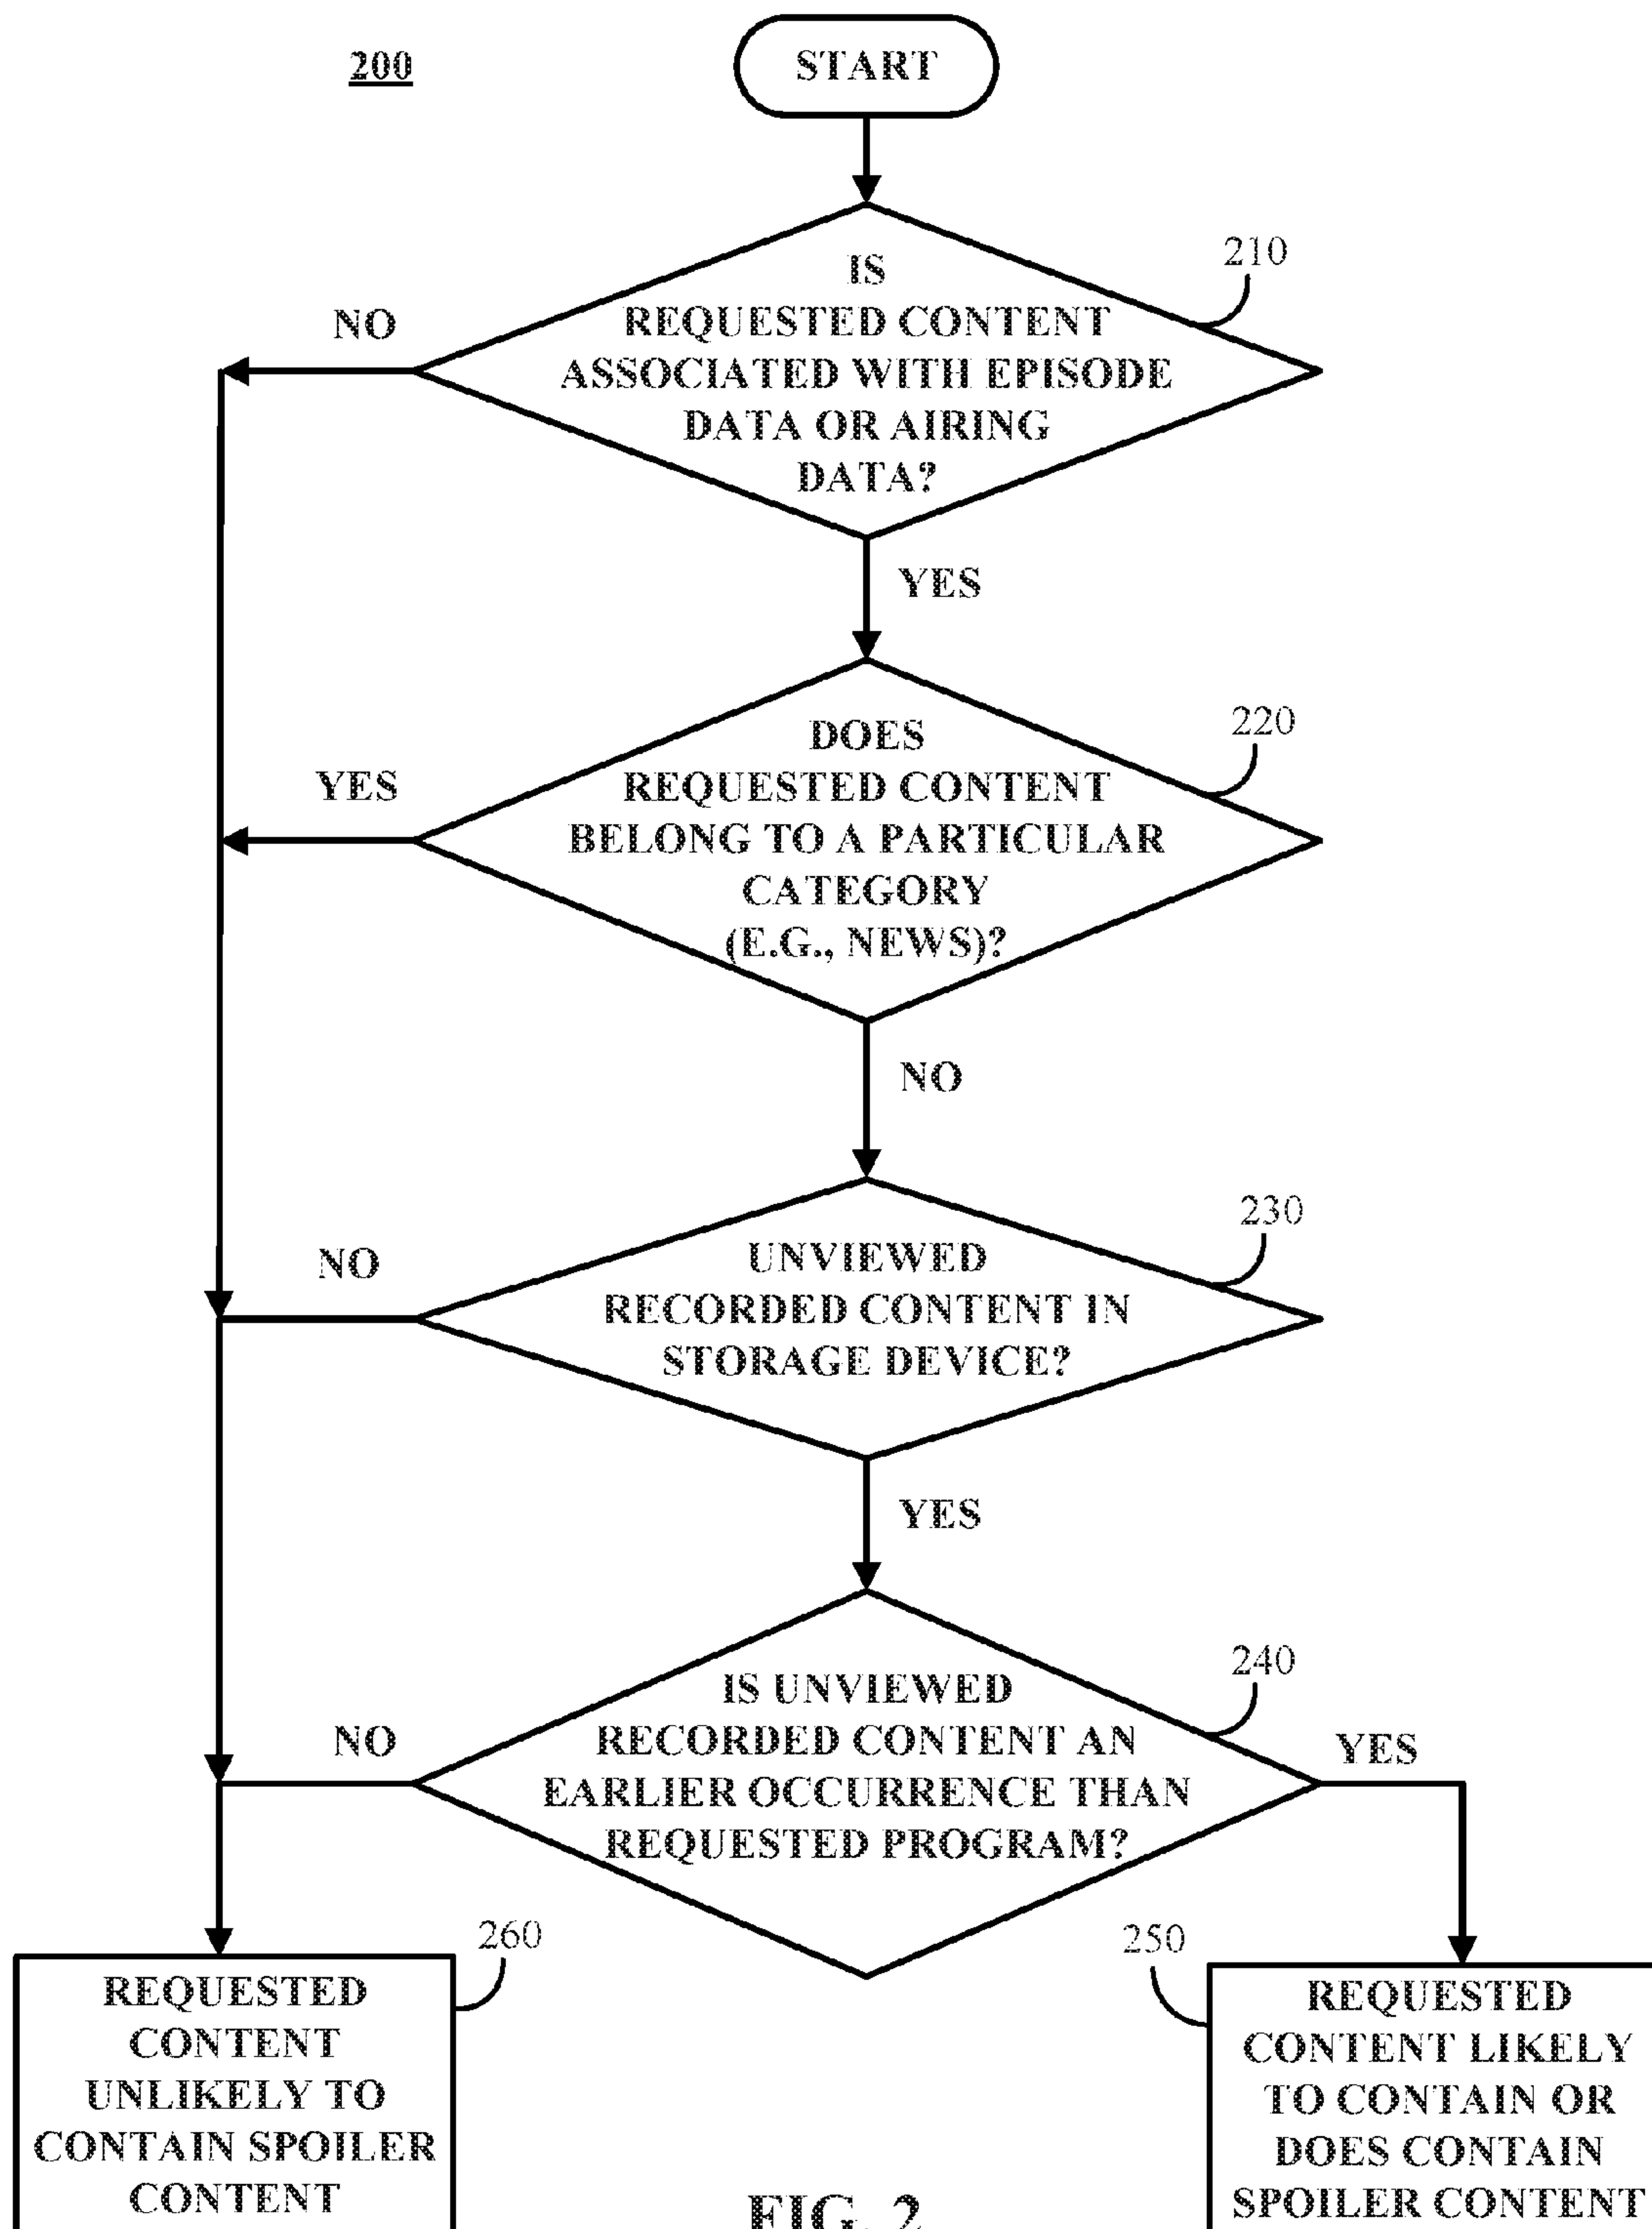 200
START
210
IS
REQUESTED CONTENT
ASSOCIATED WITH EPISODE
DATA OR AIRING
DATA?
NO
YES
220
DOES
REQUESTED CONTENT
BELONG TO A PARTICULAR
CATEGORY
(E.G., NEWS)?
YES
NO
230
UNVIEWED
RECORDED CONTENT IN
STORAGE DEVICE?
NO
YES
240
IS UNVIEWED
RECORDED CONTENT AN
EARLIER OCCURRENCE THAN
REQUESTED PROGRAM?
NO
YES
260
REQUESTED
CONTENT
UNLIKELY TO
CONTAIN SPOILER
CONTENT
250
REQUESTED
CONTENT LIKELY
TO CONTAIN OR
DOES CONTAIN
SPOILER CONTENT
FIG. 2